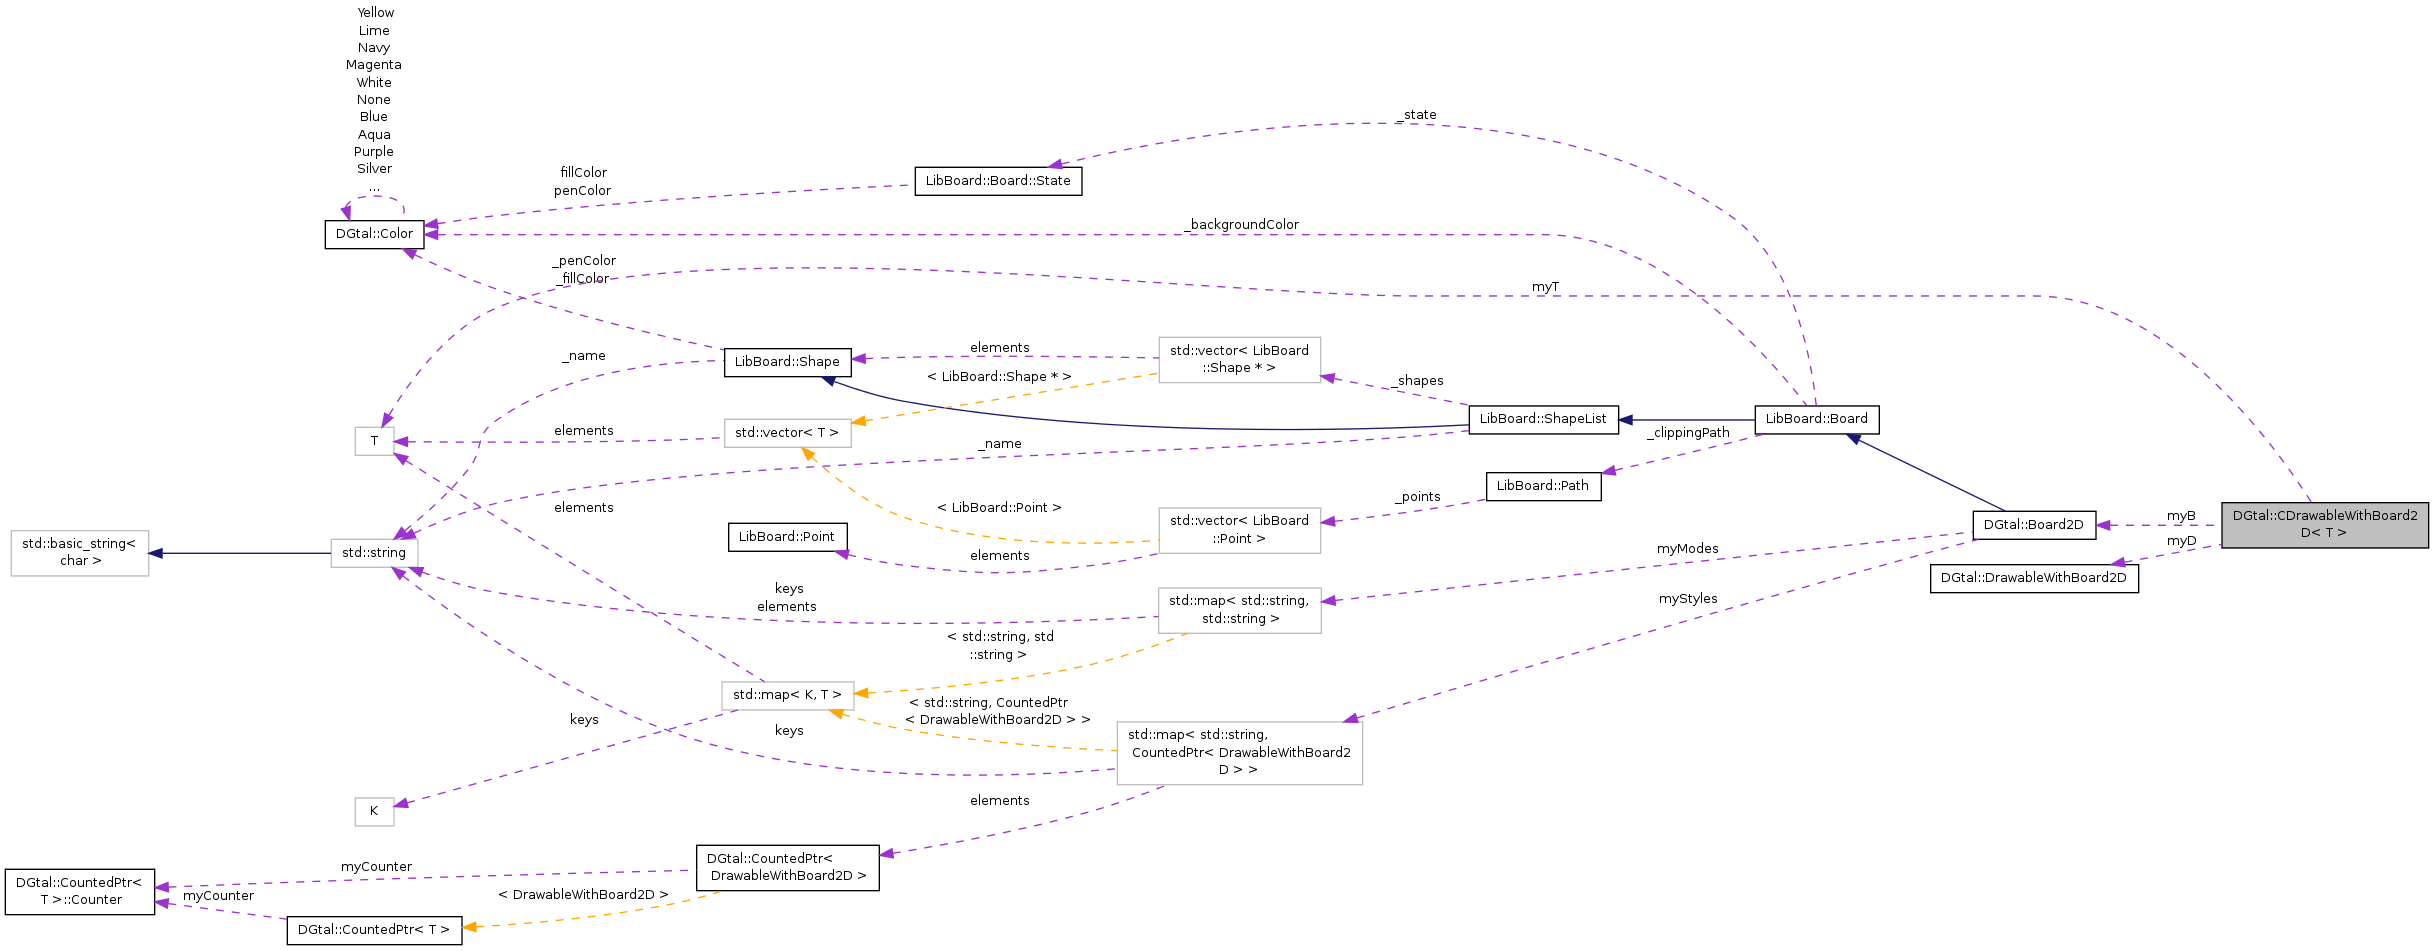 Yellow
Lime
Navy
Magenta
White
None
Blue
Aqua
Purple
Silver
...
_state
fillColor
penColor
LibBoard::Board::State
DGtal::Color
_backgroundColor
_penColor
_fillColor
myT
_name
LibBoard::Shape
elements
std::vector< LibBoard
::Shape * >
< LibBoard::Shape * >
_shapes
LibBoard::ShapeList
LibBoard::Board
T
elements
std::vector< T >
_name
_clippingPath
LibBoard::Path
_points
elements
< LibBoard::Point >
std::vector< LibBoard
::Point >
LibBoard::Point
elements
DGtal::Board2D
myB
DGtal::CDrawableWithBoard2
D< T >
myD
DGtal::DrawableWithBoard2D
std::basic_string<
char >
std::string
myModes
keys
elements
std::map< std::string,
std::string >
myStyles
< std::string, std
::string >
std::map< K, T >
< std::string, CountedPtr
< DrawableWithBoard2D > >
keys
keys
std::map< std::string,
CountedPtr< DrawableWithBoard2
D > >
K
elements
DGtal::CountedPtr<
DrawableWithBoard2D >
myCounter
DGtal::CountedPtr<
T >::Counter
myCounter
< DrawableWithBoard2D >
DGtal::CountedPtr< T >